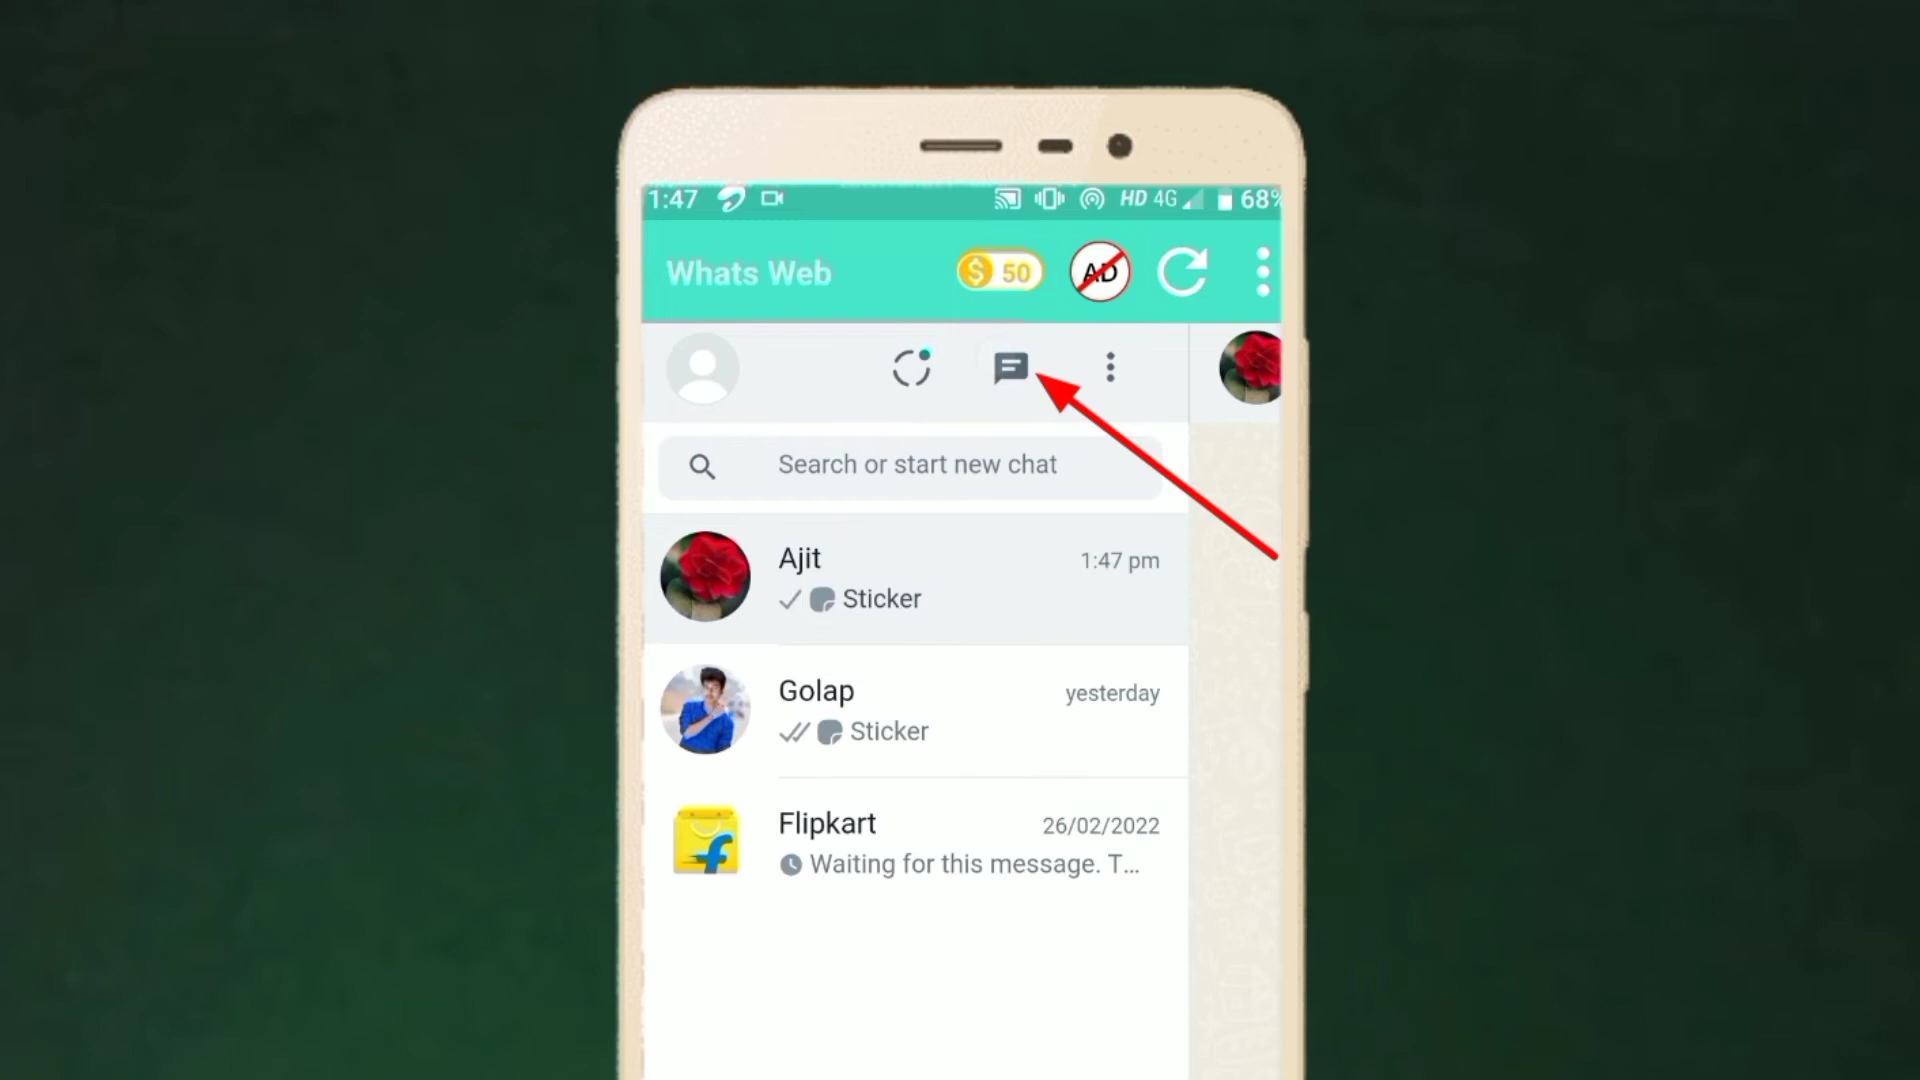 1:47 HD 4G 68%
Whats Web 50 AD
Search or start new chat
Ajit 1:47 pm
Sticker
Golap yesterday
Sticker
Flipkart 26/02/2022
Waiting for this message. T...